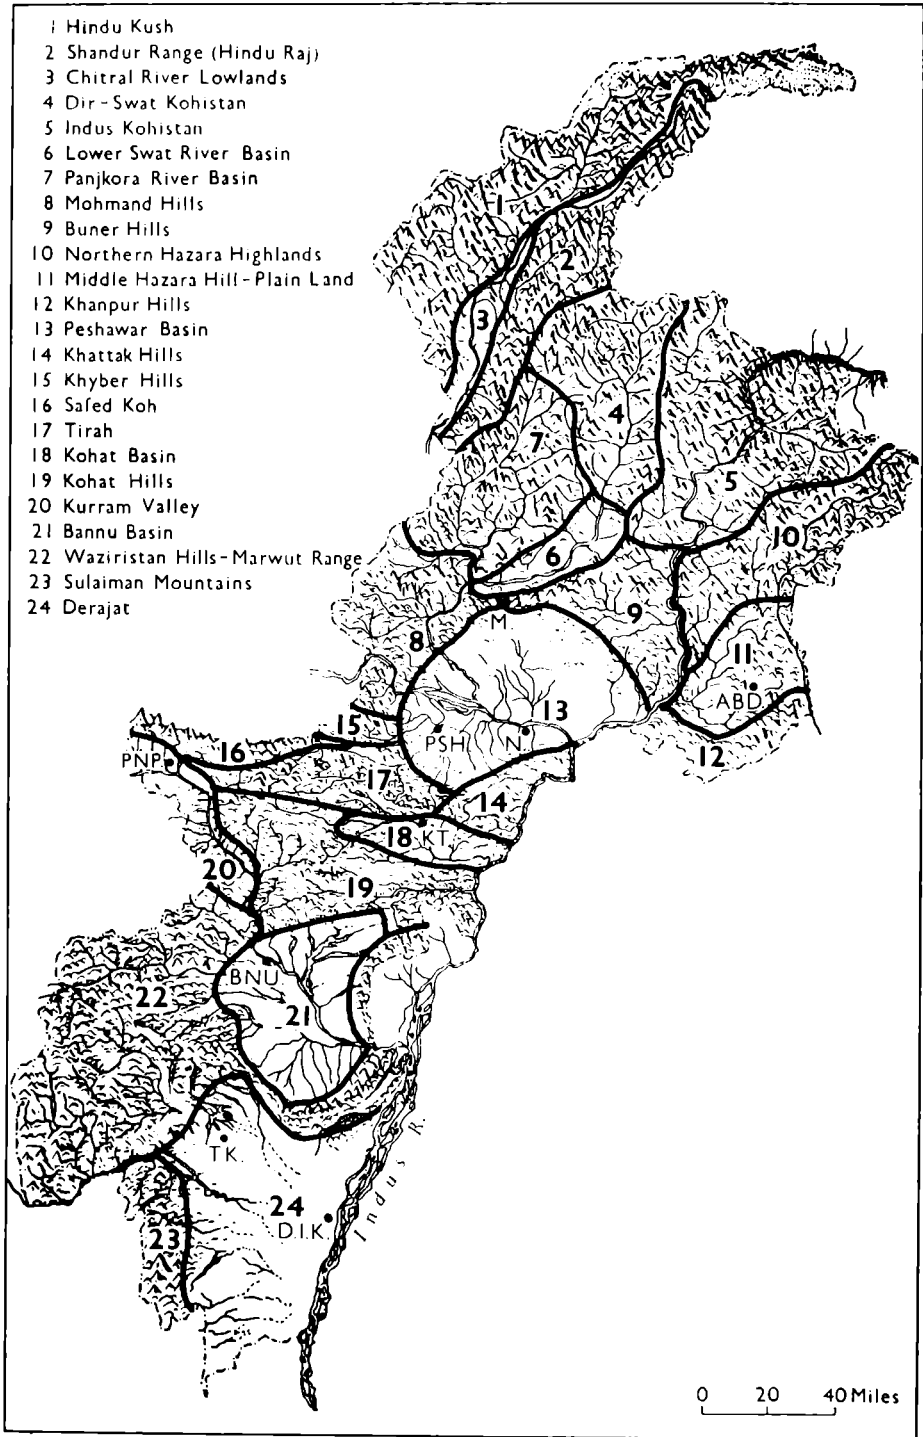 1 Hindu Kush
2 Shandur Range (Hindu Raj)
3 Chitral River Lowlands
4 Dir-Swat Kohistan
5 Indus Kohistan
6 Lower Swat River Basin
7 Panjkora River Basin
8 Mohmand Hills
9 Buner Hills
10 Northern Hazara Highlands
11 Middle Hazara Hill-Plain Land
12 Khanpur Hills
13 Peshawar Basin
14 Khattak Hills
15 Khyber Hills
16 Safed Koh
17 Tirah
18 Kohat Basin
19 Kohat Hills
20 Kurram Valley
21 Bannu Basin
22 Waziristan Hills-Marwut Range
23 Sulaiman Mountains
24 Derajat
1
2
3
4
7
5
10
6
M
9
8
11
ABD.
13
15
PSH.
N.
12
16
PNP.
17
14
18
KT.
20
19
BNU
22
21
T.K.
24
D.I.K.
Indus R.
23
0 20 40 Miles